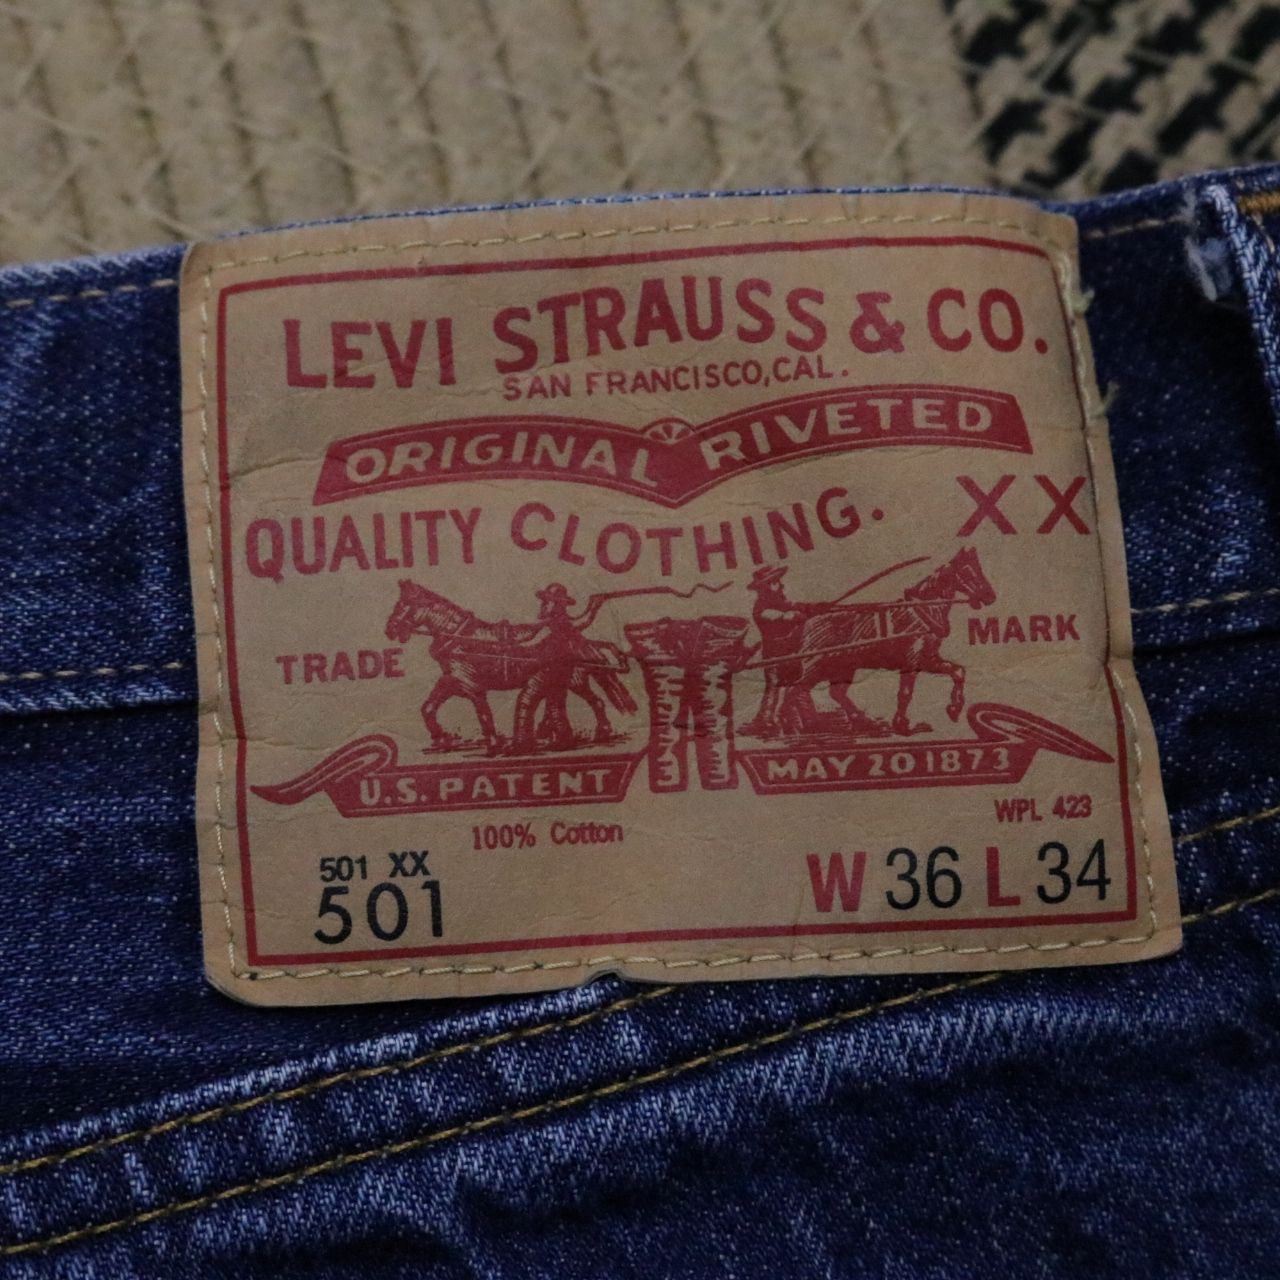 LEVI STRAUSS & CO.
SAN FRANCISCO, CAL.
ORIGINAL RIVETED
QUALITY CLOTHING. XX
TRADE MARK
U.S. PATENT MAY 20 1873
WPL 423
100% Cotton
501 XX
501
W 36 L 34